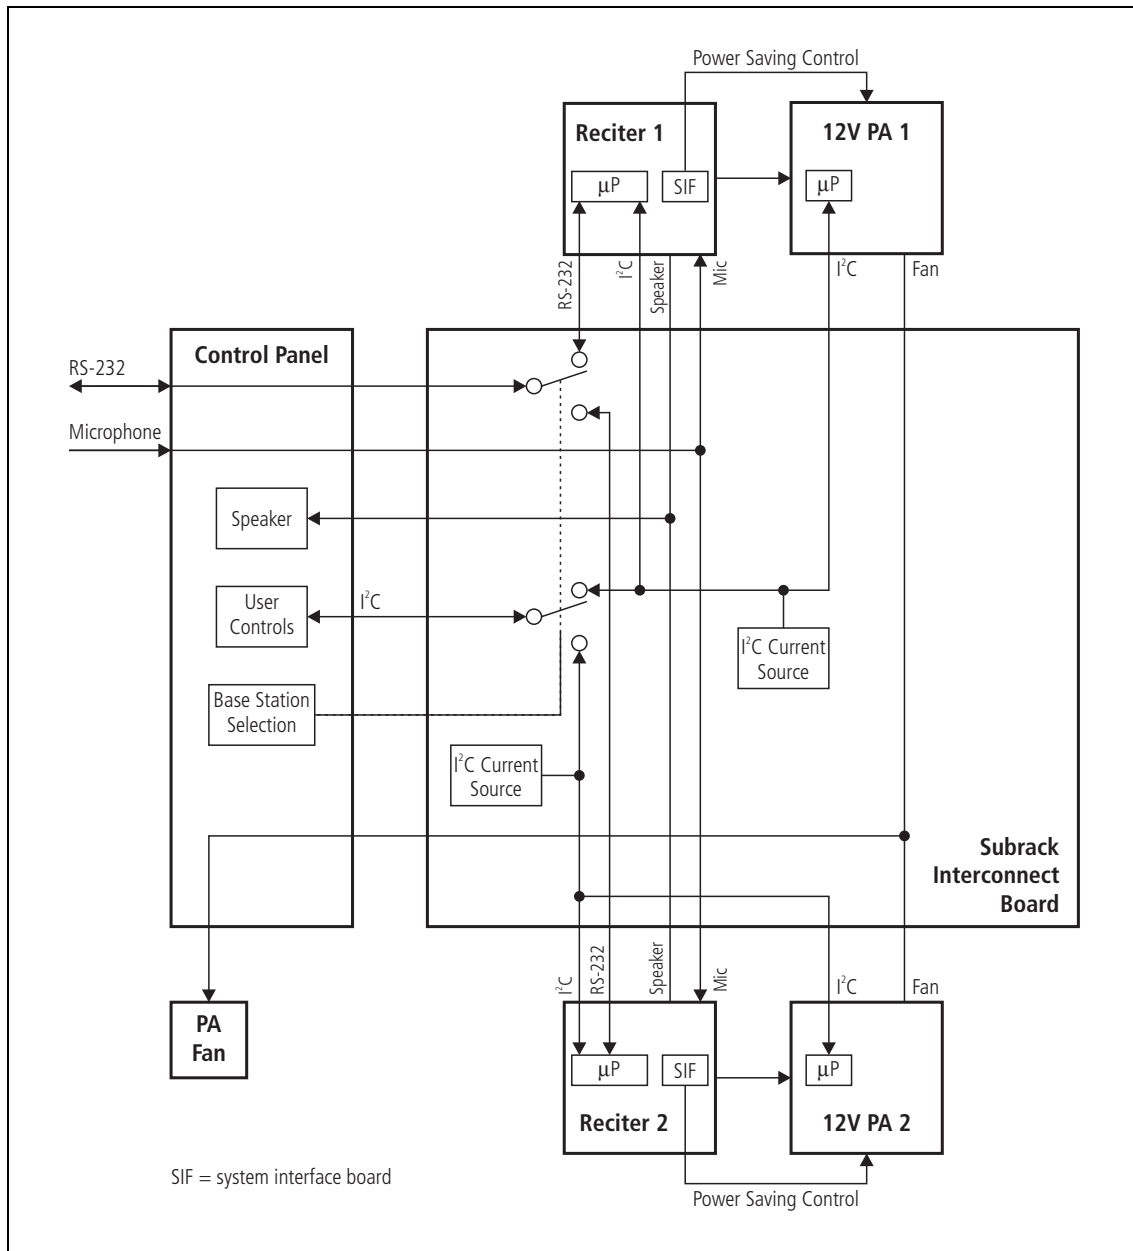 Power Saving Control
Reciter 1
12V PA 1
µP
SIF
µP
RS-232
I²C
Speaker
Mic
I²C
Fan
Control Panel
RS-232
Microphone
Speaker
User
Controls
I²C
I²C Current
Source
Base Station
Selection
I²C Current
Source
Subrack
Interconnect
Board
I²C
RS-232
Speaker
Mic
I²C
Fan
PA
Fan
µP
SIF
µP
Reciter 2
12V PA 2
SIF = system interface board
Power Saving Control